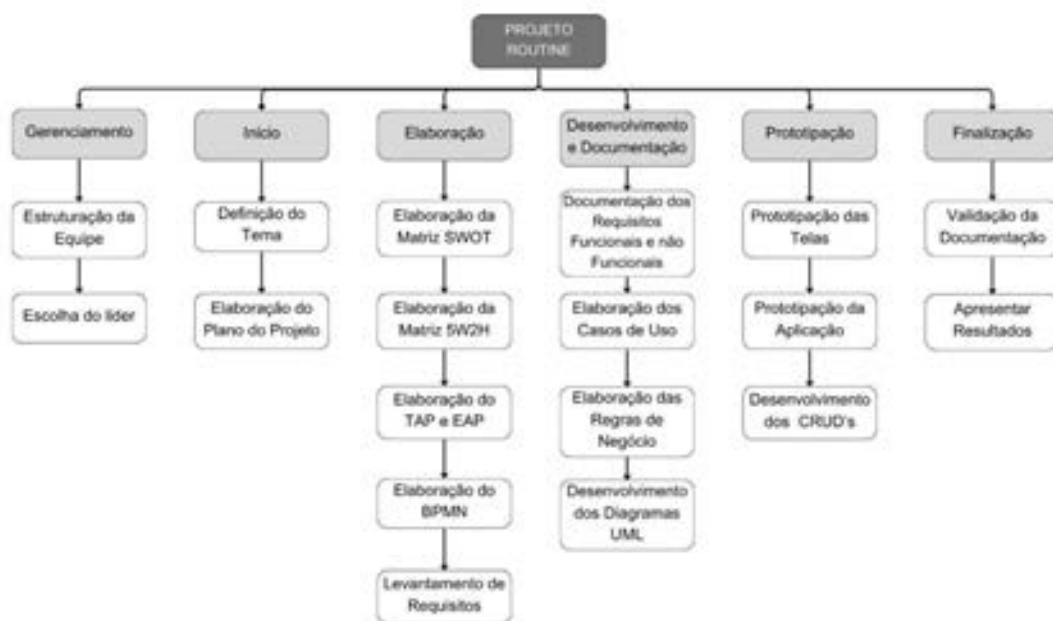 PROJETO
ROUTINE
Gerenciamento
Início
Elaboração
Desenvolvimento
e Documentação
Prototipação
Finalização
Estruturação da
Equipe
Escolha do líder
Definição do
Tema
Elaboração do
Plano do Projeto
Elaboração da
Matriz SWOT
Elaboração da
Matriz 5W2H
Elaboração do
TAP e EAP
Elaboração do
BPMN
Levantamento de
Requisitos
Documentação dos
Requisitos
Funcionais e não
Funcionais
Elaboração dos
Casos de Uso
Elaboração das
Regras de
Negócio
Desenvolvimento
dos Diagramas
UML
Prototipação das
Telas
Prototipação da
Aplicação
Desenvolvimento
dos CRUD's
Validação da
Documentação
Apresentar
Resultados